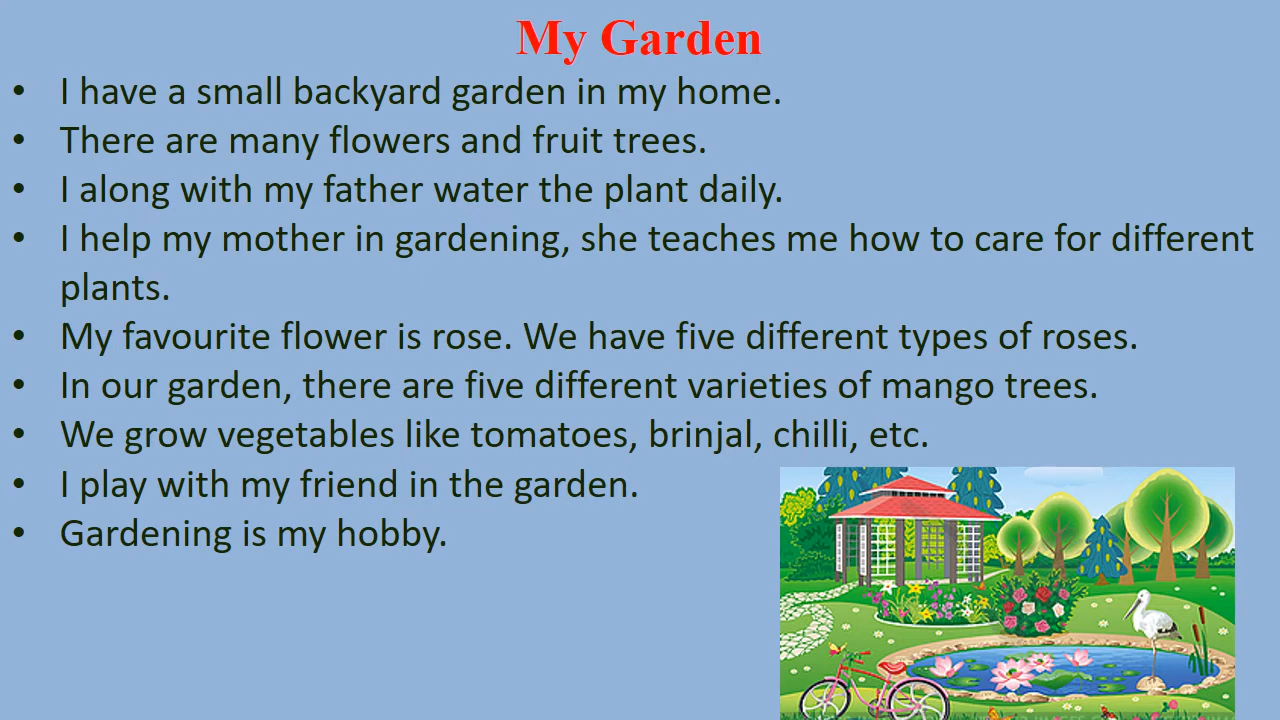 My Garden
• I have a small backyard garden in my home.
• There are many flowers and fruit trees.
• I along with my father water the plant daily.
• I help my mother in gardening, she teaches me how to care for different
plants.
• My favourite flower is rose. We have five different types of roses.
• In our garden, there are five different varieties of mango trees.
• We grow vegetables like tomatoes, brinjal, chilli, etc.
• I play with my friend in the garden.
• Gardening is my hobby.